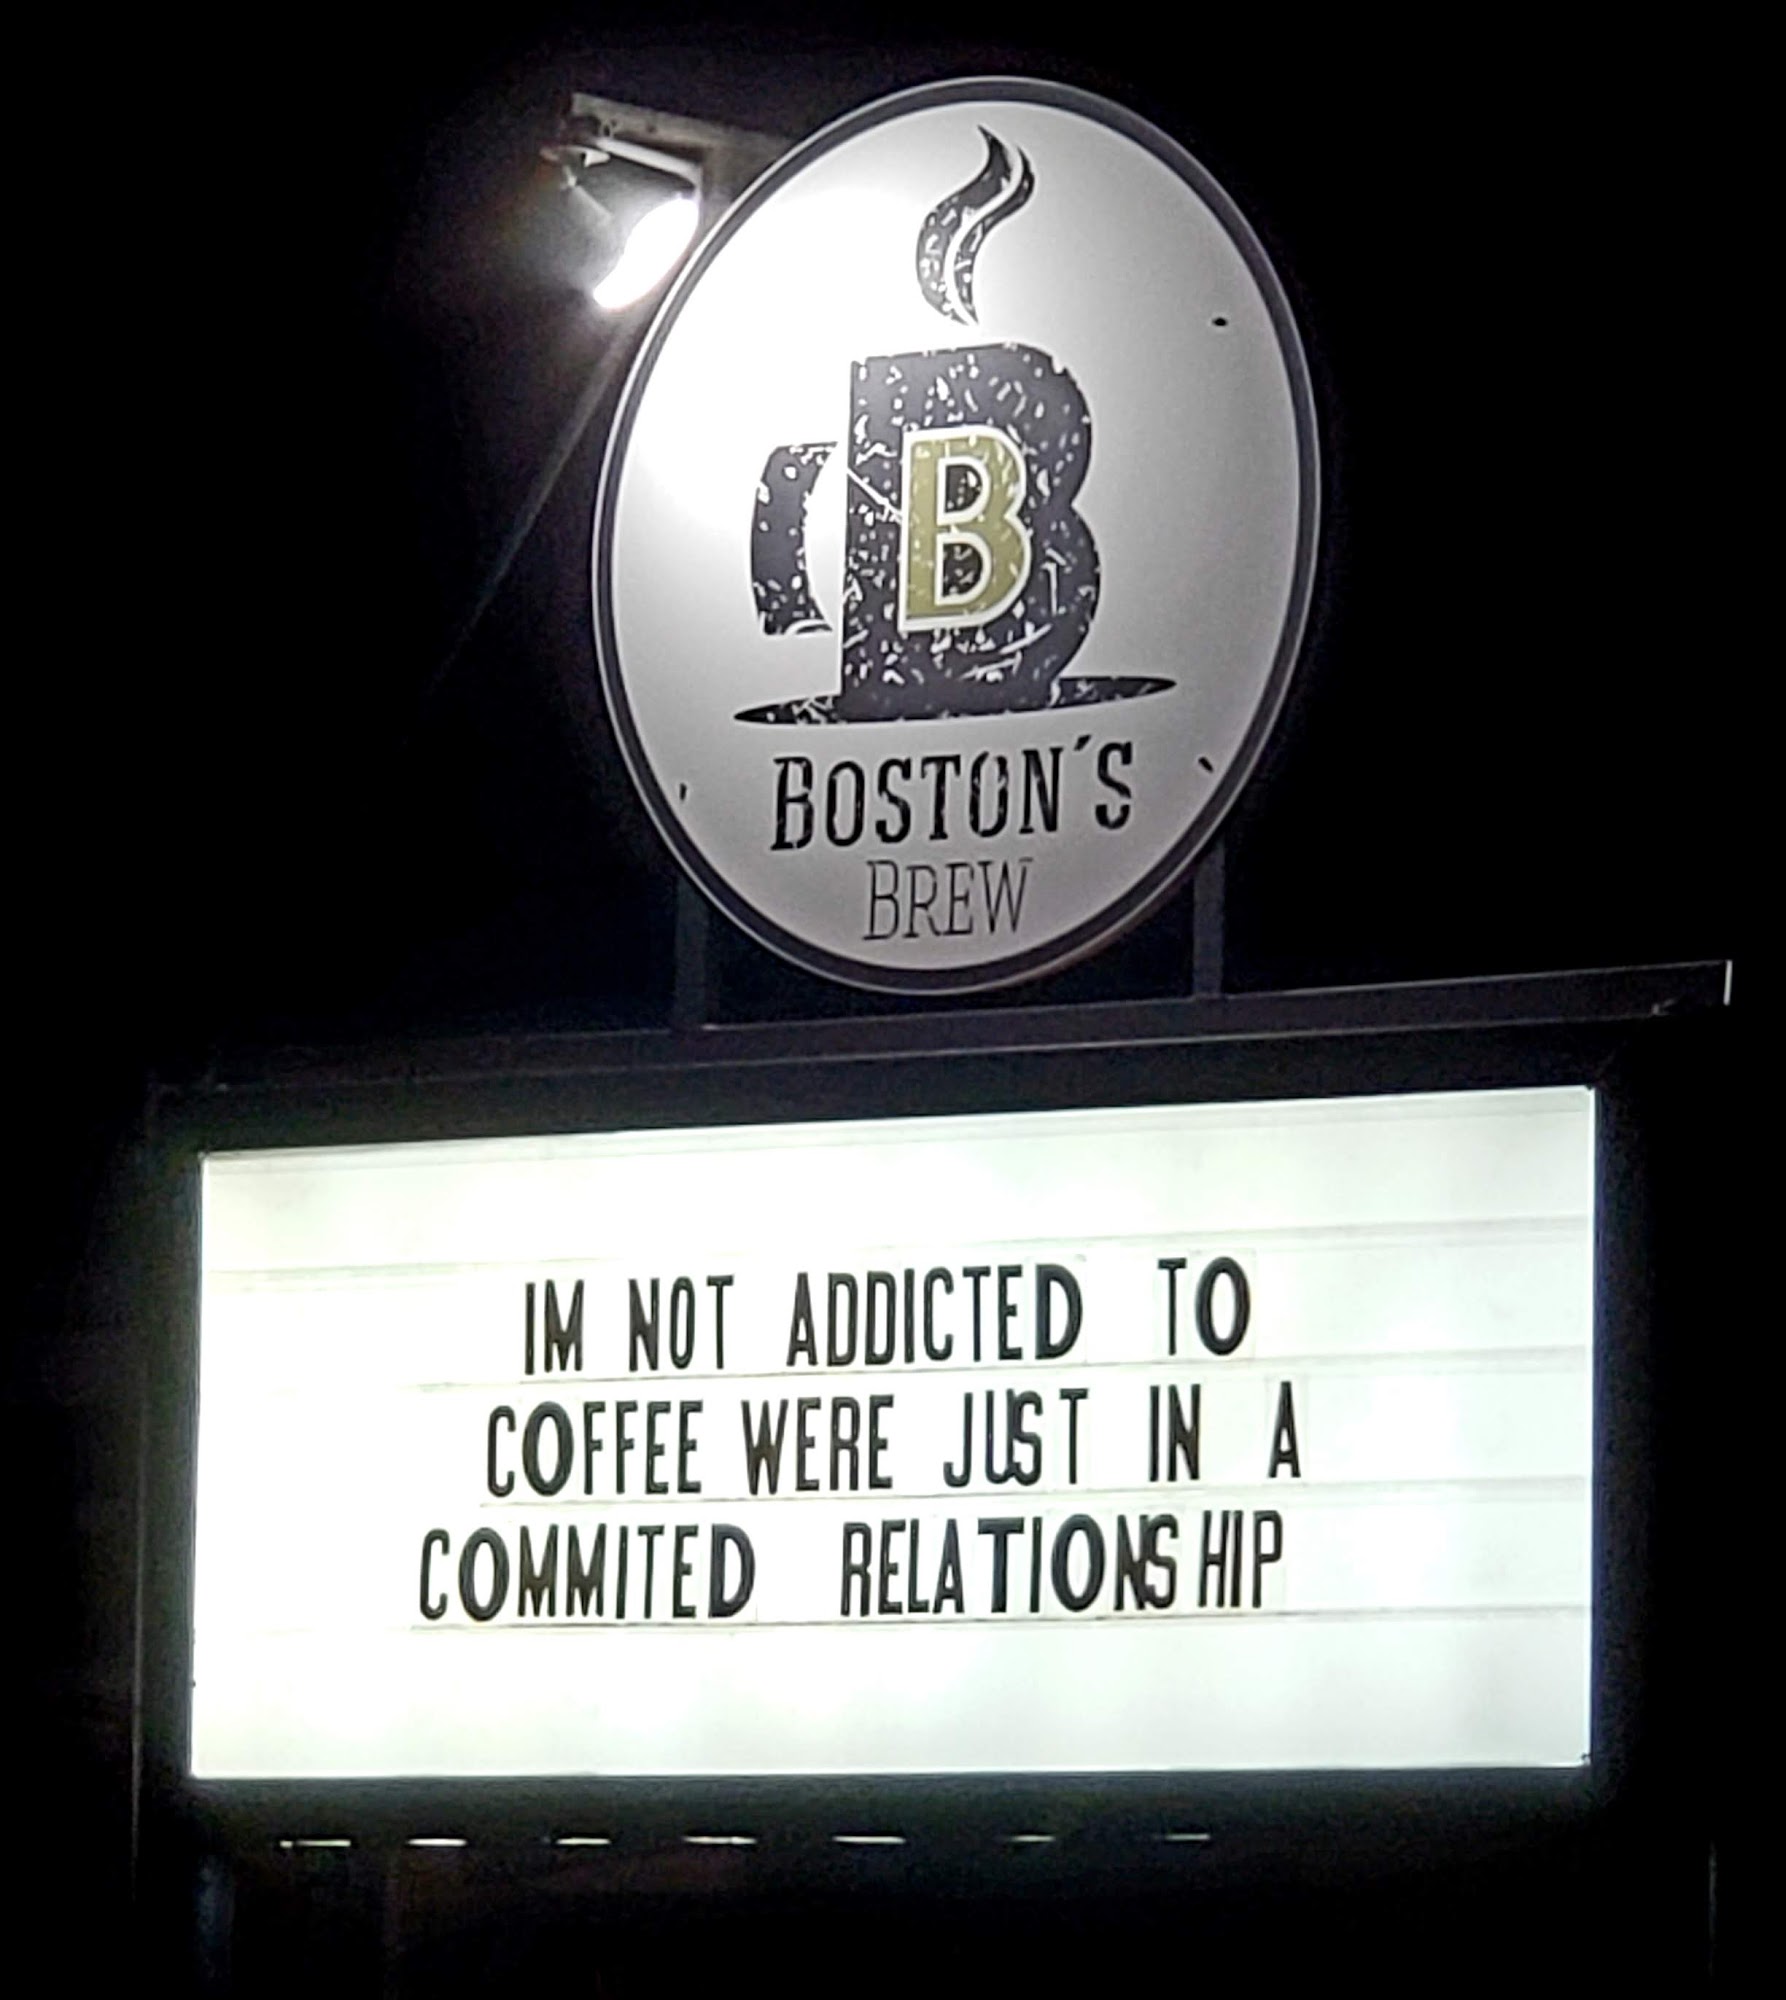 B
BOSTON'S
BREW
IM NOT ADDICTED TO
COFFEE WERE JUST IN A
COMMITED RELATIONSHIP